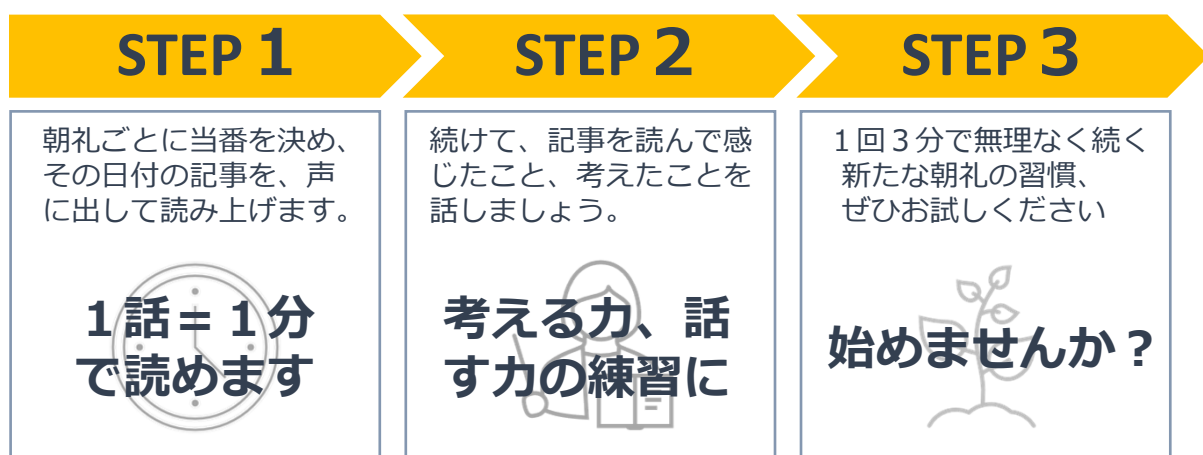 STEP 1
朝礼ごとに当番を決め、
その日付の記事を、声
に出して読み上げます。
１話＝１分
で読めます
STEP 2
続けて、記事を読んで感
じたこと、考えたことを
話しましょう。
考える力、話
す力の練習に
STEP 3
１回３分で無理なく続く
新たな朝礼の習慣、
ぜひお試しください
始めませんか？